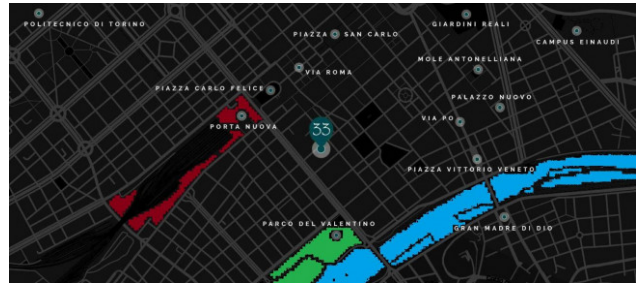 POLITECNICO DI TORINO
GIARDINI REALI
PIAZZA SAN CARLO
CAMPUS EINAUDI
MOLE ANTONELLIANA
VIA ROMA
PIAZZA CARLO FELICE
PALAZZO NUOVO
PORTA NUOVA
VIA PO
33
PIAZZA VITTORIO VENETO
PARCO DEL VALENTINO
GRAN MADRE DI DIO